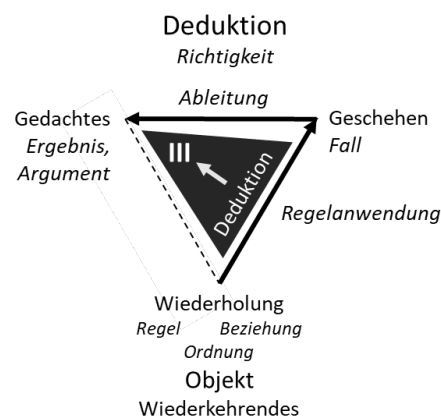 Deduktion
Richtigkeit
Ableitung
Gedachtes
Ergebnis,
Argument
Geschehen
Fall
III
Deduktion
Regelanwendung
Wiederholung
Regel Beziehung
Ordnung
Objekt
Wiederkehrendes